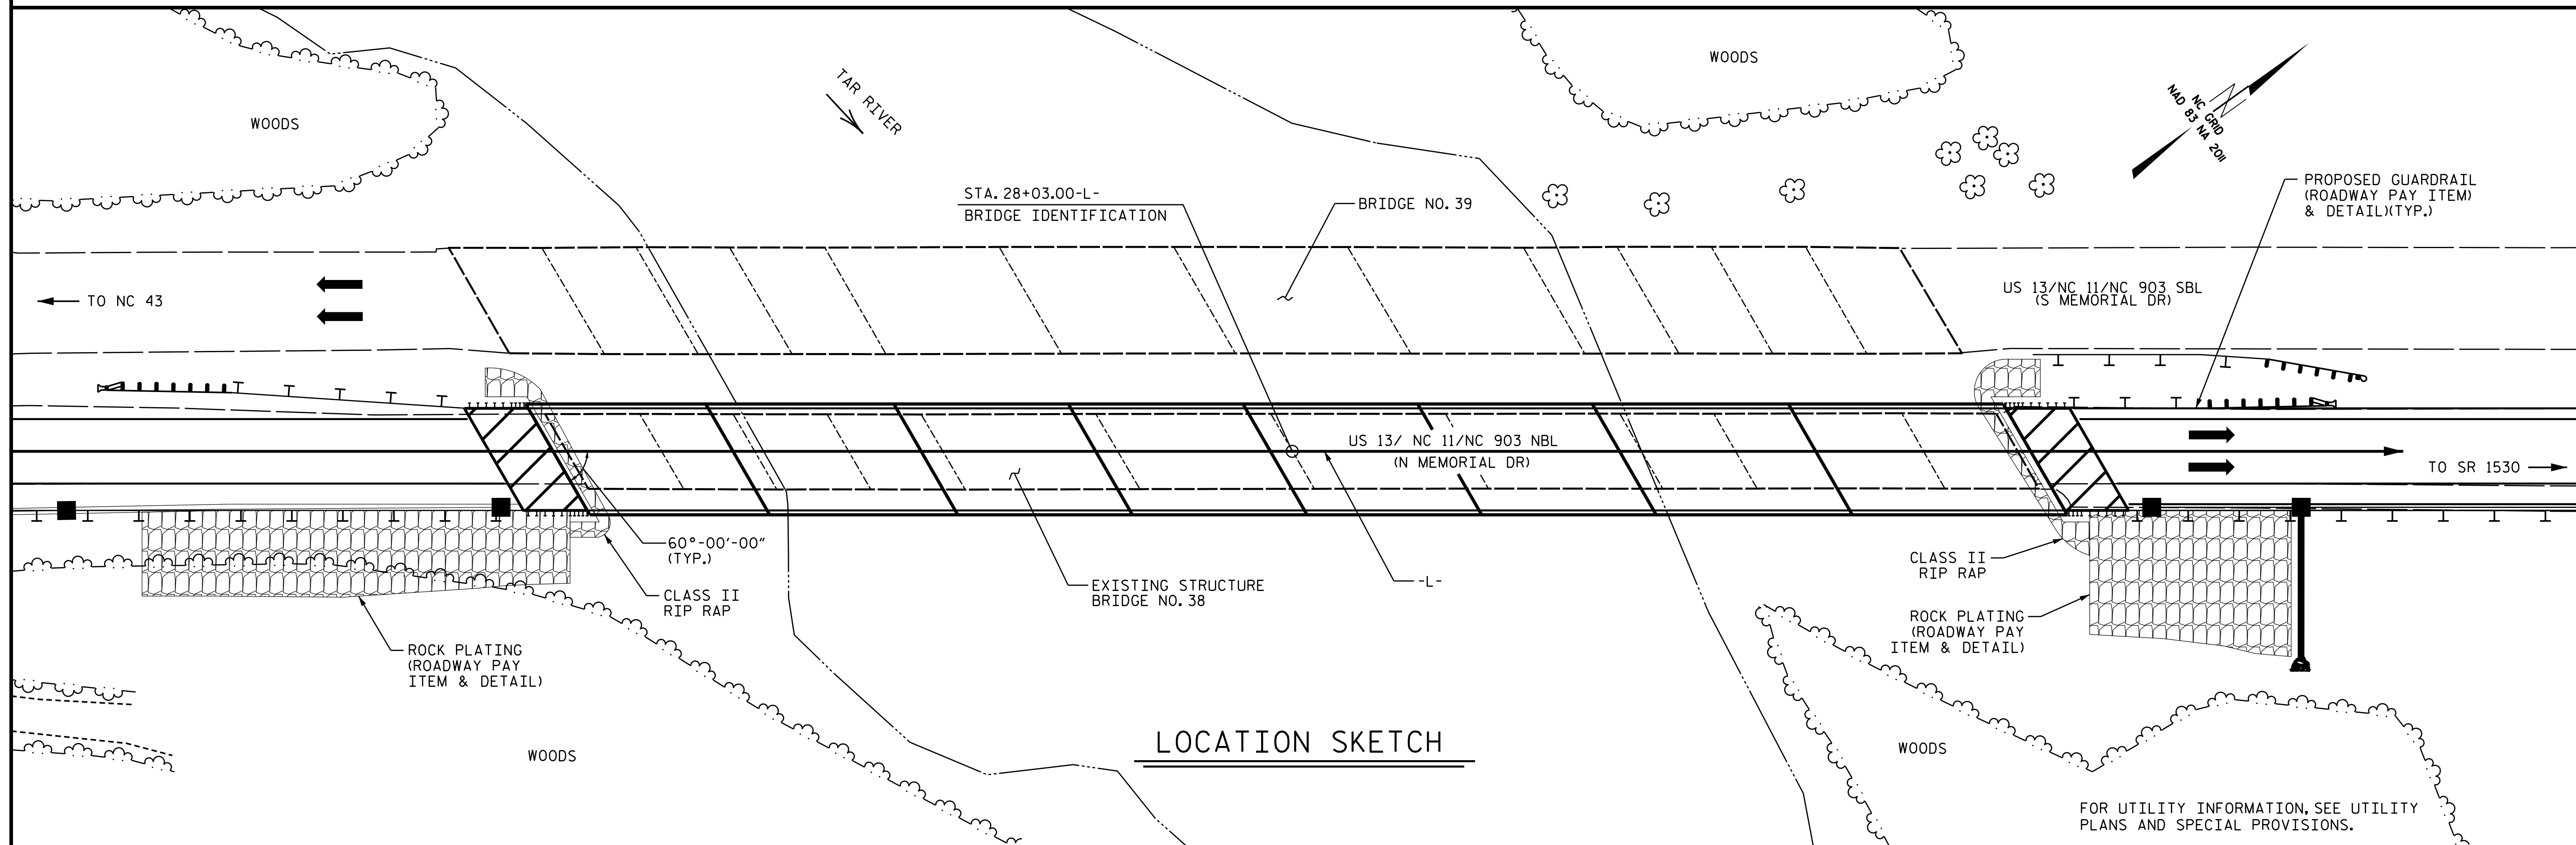 WOODS
TAR RIVER
WOODS
NC GRID
NAD 83 NA 2011
STA. 28+03.00-L-
BRIDGE IDENTIFICATION
BRIDGE NO. 39
PROPOSED GUARDRAIL
(ROADWAY PAY ITEM)
& DETAIL)(TYP.)
TO NC 43
US 13/NC 11/NC 903 SBL
(S MEMORIAL DR)
US 13/ NC 11/NC 903 NBL
(N MEMORIAL DR)
TO SR 1530
60°-00'-00"
(TYP.)
CLASS II
RIP RAP
EXISTING STRUCTURE
BRIDGE NO. 38
-L-
CLASS II
RIP RAP
ROCK PLATING
(ROADWAY PAY
ITEM & DETAIL)
ROCK PLATING
(ROADWAY PAY
ITEM & DETAIL)
WOODS
LOCATION SKETCH
WOODS
FOR UTILITY INFORMATION, SEE UTILITY
PLANS AND SPECIAL PROVISIONS.